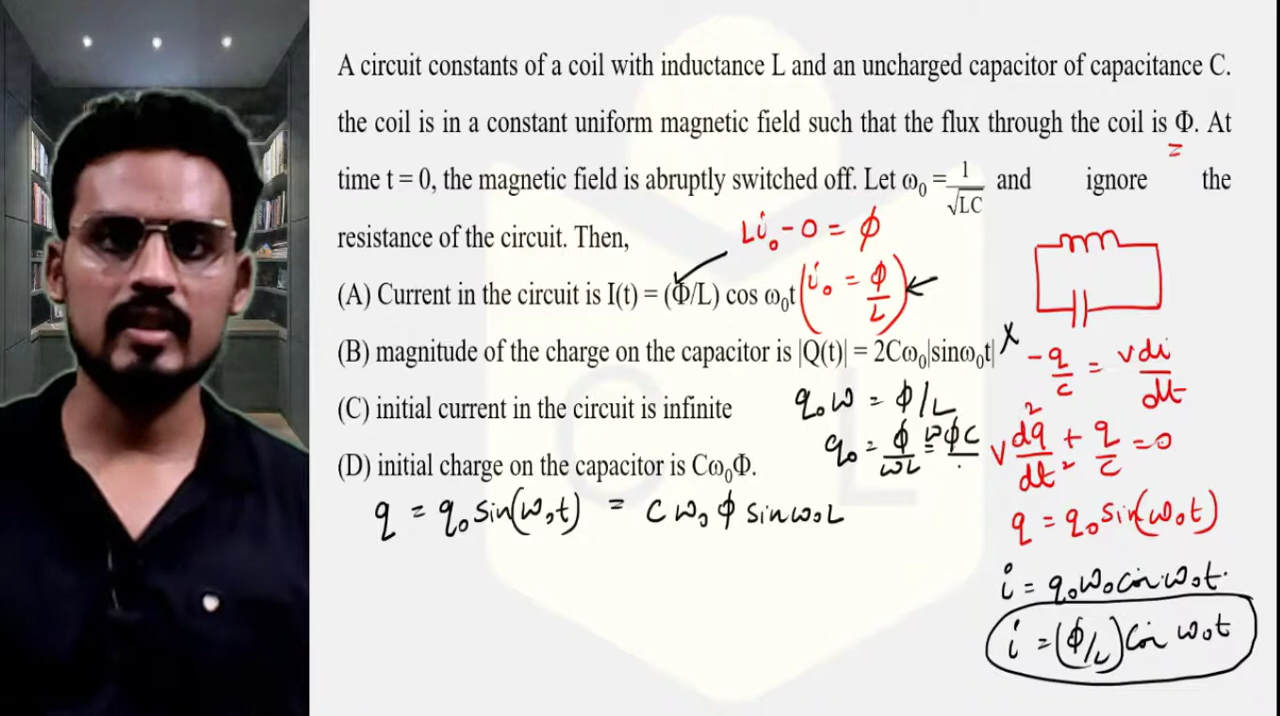 A circuit constants of a coil with inductance L and an uncharged capacitor of capacitance C.
the coil is in a constant uniform magnetic field such that the flux through the coil is Φ. At
time t = 0, the magnetic field is abruptly switched off. Let ω₀ = 1/√LC and ignore the
resistance of the circuit. Then,
Li₀ - 0 = ϕ
(A) Current in the circuit is I(t) = (Φ/L) cos ω₀t
(i₀ = ϕ/L)
(B) magnitude of the charge on the capacitor is |Q(t)| = 2Cω₀|sinω₀t| X
(C) initial current in the circuit is infinite
q₀ω = ϕ/L
(D) initial charge on the capacitor is Cω₀Φ.
q₀ = ϕ/ωL = ωϕC
q = q₀ sin(ω₀t) = Cω₀ϕ sinω₀t
-q/C = L di/dt
L d²q/dt² + q/C = 0
q = q₀ sin(ω₀t)
i = q₀ω₀ cos ω₀t.
i = (ϕ/L) cos ω₀t
C L